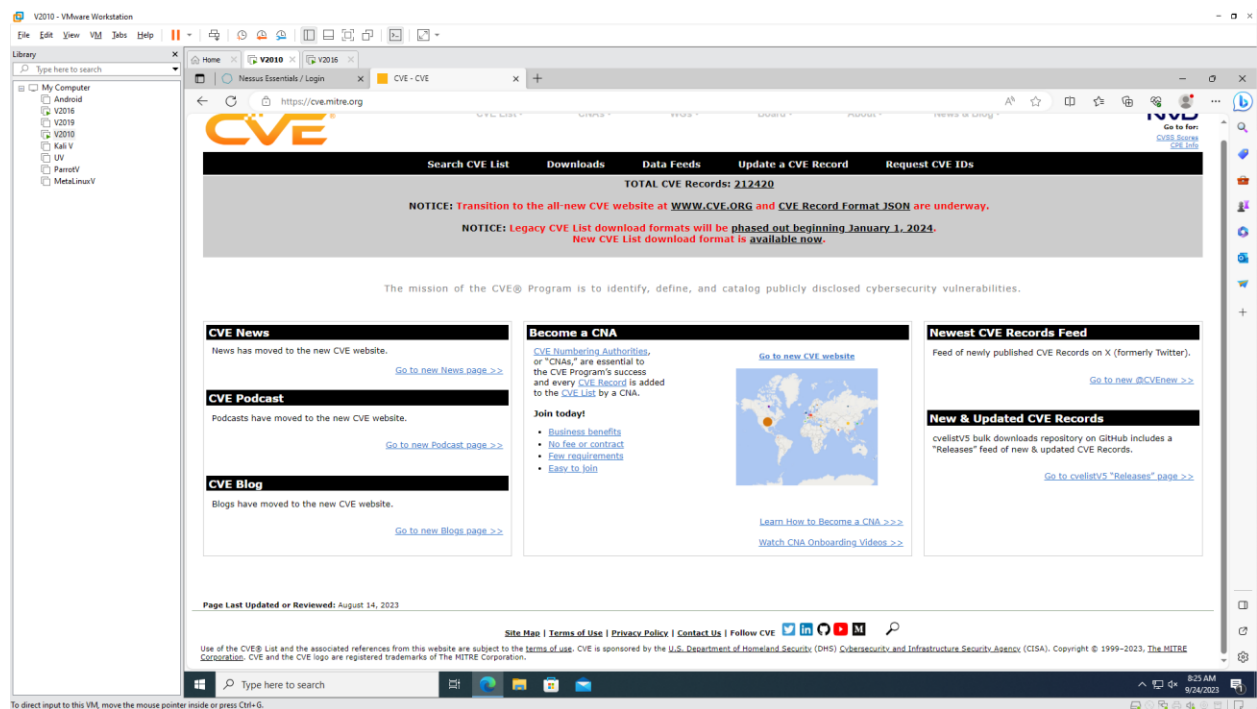 V2010 - VMware Workstation
File Edit View VM Tabs Help
Library
Type here to search
My Computer
Android
V2016
V2019
V2010
Kali V
UV
ParrotV
MetaLinuxV
Home V2010 V2016
Nessus Essentials / Login CVE - CVE
https://cve.mitre.org
CVE List CNAs WGs Board About News & Blog
CVE
NVD
Go to for:
CVSS Scores
CPE Info
Search CVE List Downloads Data Feeds Update a CVE Record Request CVE IDs
TOTAL CVE Records: 212420
NOTICE: Transition to the all-new CVE website at WWW.CVE.ORG and CVE Record Format JSON are underway.
NOTICE: Legacy CVE List download formats will be phased out beginning January 1, 2024.
New CVE List download format is available now.
The mission of the CVE® Program is to identify, define, and catalog publicly disclosed cybersecurity vulnerabilities.
CVE News
News has moved to the new CVE website.
Go to new News page >>
CVE Podcast
Podcasts have moved to the new CVE website.
Go to new Podcast page >>
CVE Blog
Blogs have moved to the new CVE website.
Go to new Blogs page >>
Become a CNA
CVE Numbering Authorities,
or "CNAs," are essential to
the CVE Program's success
and every CVE Record is added
to the CVE List by a CNA.
Join today!
Business benefits
No fee or contract
Few requirements
Easy to join
Go to new CVE website
Learn How to Become a CNA >>>
Watch CNA Onboarding Videos >>
Newest CVE Records Feed
Feed of newly published CVE Records on X (formerly Twitter).
Go to new @CVEnew >>
New & Updated CVE Records
cvelistV5 bulk downloads repository on GitHub includes a
"Releases" feed of new & updated CVE Records.
Go to cvelistV5 "Releases" page >>
Page Last Updated or Reviewed: August 14, 2023
Site Map | Terms of Use | Privacy Policy | Contact Us | Follow CVE
Use of the CVE® List and the associated references from this website are subject to the terms of use. CVE is sponsored by the U.S. Department of Homeland Security (DHS) Cybersecurity and Infrastructure Security Agency (CISA). Copyright © 1999–2023, The MITRE
Corporation. CVE and the CVE logo are registered trademarks of The MITRE Corporation.
Type here to search
8:25 AM
9/24/2023
To direct input to this VM, move the mouse pointer inside or press Ctrl+G.